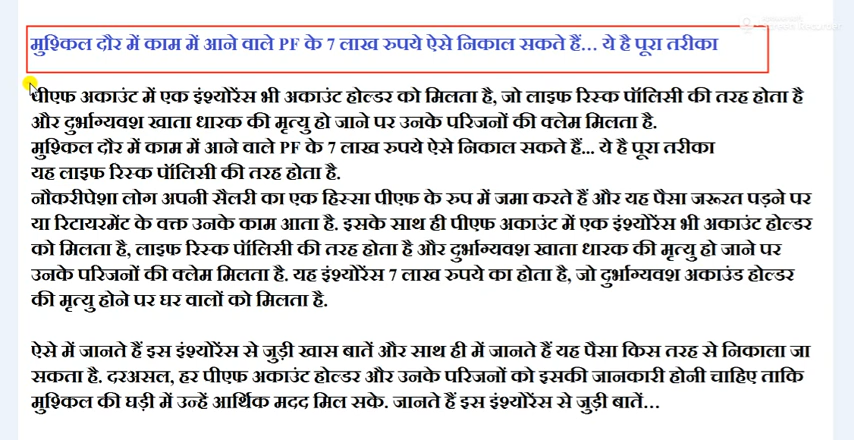 मुश्किल दौर में काम में आने वाले PF के 7 लाख रुपये ऐसे निकाल सकते हैं... ये है पूरा तरीका
पीएफ अकाउंट में एक इंश्योरेंस भी अकाउंट होल्डर को मिलता है, जो लाइफ रिस्क पॉलिसी की तरह होता है
और दुर्भाग्यवश खाता धारक की मृत्यु हो जाने पर उनके परिजनों की क्लेम मिलता है.
मुश्किल दौर में काम में आने वाले PF के 7 लाख रुपये ऐसे निकाल सकते हैं... ये है पूरा तरीका
यह लाइफ रिस्क पॉलिसी की तरह होता है.
नौकरीपेशा लोग अपनी सैलरी का एक हिस्सा पीएफ के रुप में जमा करते हैं और यह पैसा जरूरत पड़ने पर
या रिटायरमेंट के वक्त उनके काम आता है. इसके साथ ही पीएफ अकाउंट में एक इंश्योरेंस भी अकाउंट होल्डर
को मिलता है, लाइफ रिस्क पॉलिसी की तरह होता है और दुर्भाग्यवश खाता धारक की मृत्यु हो जाने पर
उनके परिजनों की क्लेम मिलता है. यह इंश्योरेंस 7 लाख रुपये का होता है, जो दुर्भाग्यवश अकाउंड होल्डर
की मृत्यु होने पर घर वालों को मिलता है.
ऐसे में जानते हैं इस इंश्योरेंस से जुड़ी खास बातें और साथ ही में जानते हैं यह पैसा किस तरह से निकाला जा
सकता है. दरअसल, हर पीएफ अकाउंट होल्डर और उनके परिजनों को इसकी जानकारी होनी चाहिए ताकि
मुश्किल की घड़ी में उन्हें आर्थिक मदद मिल सके. जानते हैं इस इंश्योरेंस से जुड़ी बातें...